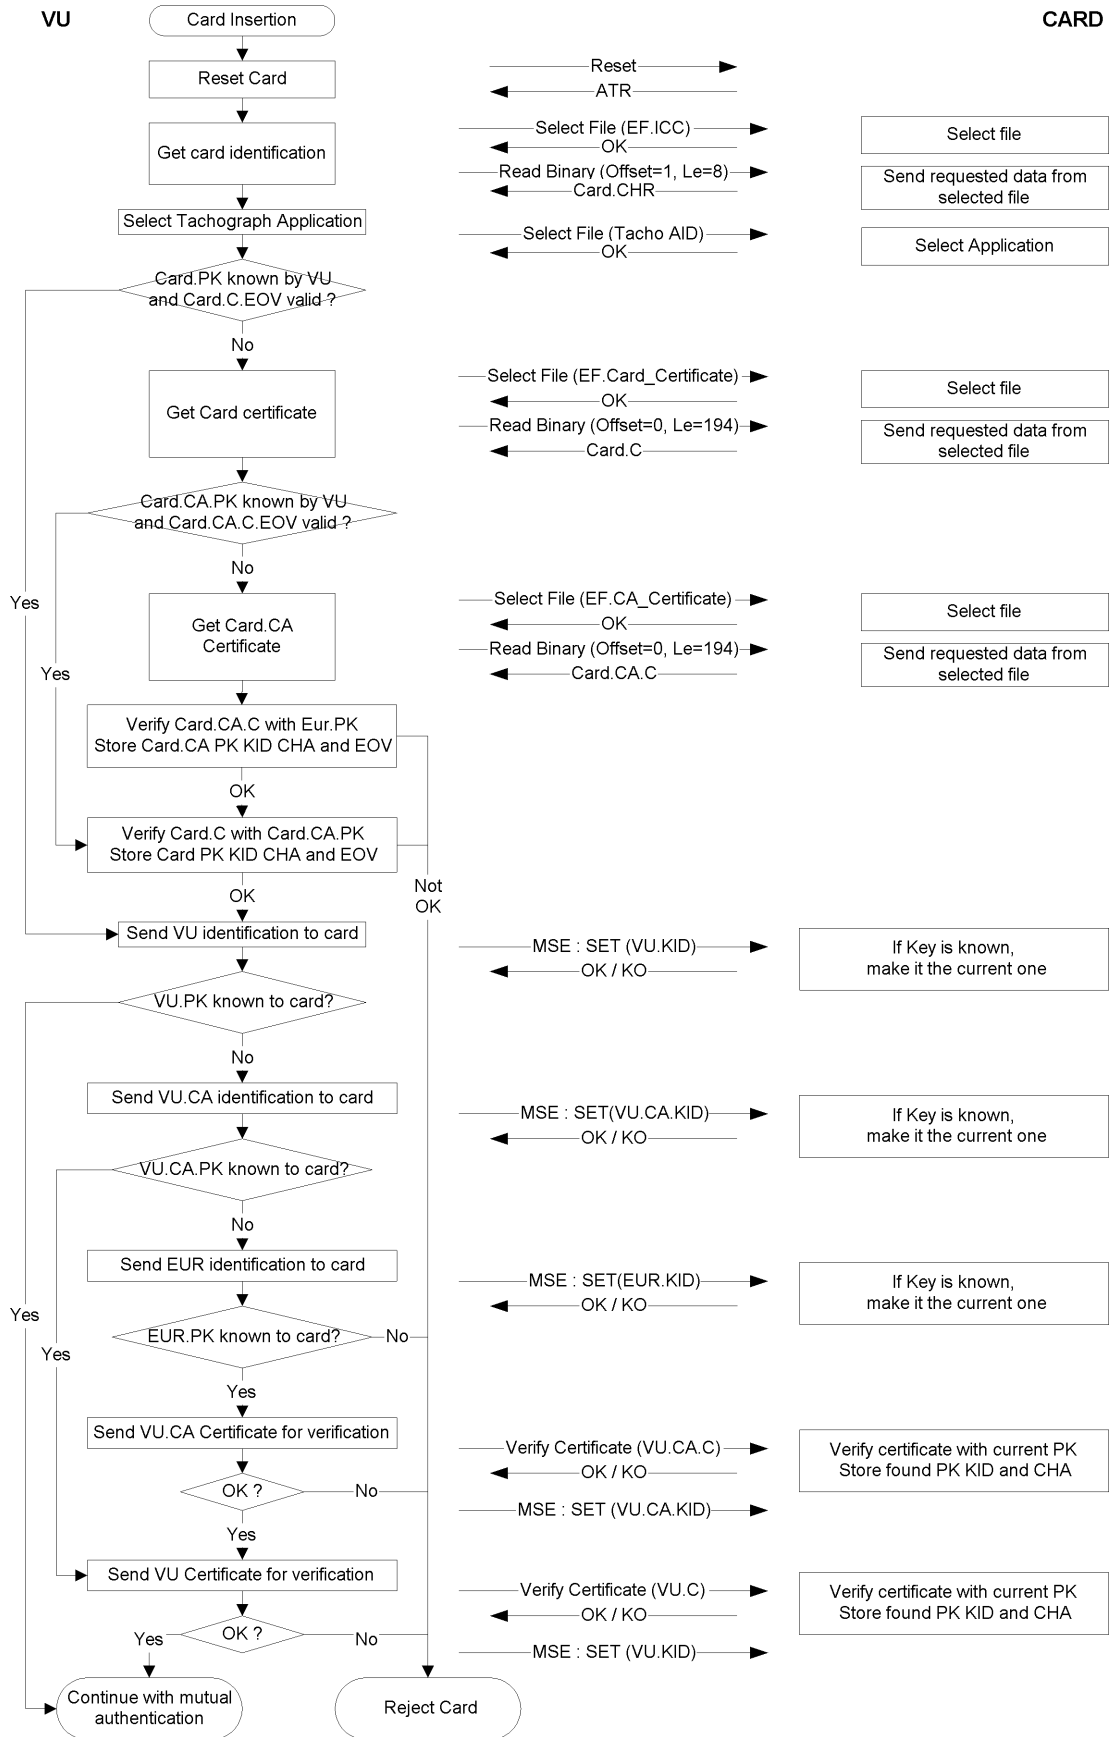 VU
Card Insertion
CARD
Reset Card
Reset
ATR
Get card identification
Select File (EF.ICC)
OK
Select file
Read Binary (Offset=1, Le=8)
Card.CHR
Send requested data from
selected file
Select Tachograph Application
Select File (Tacho AID)
OK
Select Application
Card.PK known by VU
and Card.C.EOV valid ?
No
Get Card certificate
Select File (EF.Card_Certificate)
OK
Select file
Read Binary (Offset=0, Le=194)
Card.C
Send requested data from
selected file
Card.CA.PK known by VU
and Card.CA.C.EOV valid ?
No
Yes
Get Card.CA
Certificate
Select File (EF.CA_Certificate)
OK
Select file
Yes
Read Binary (Offset=0, Le=194)
Card.CA.C
Send requested data from
selected file
Verify Card.CA.C with Eur.PK
Store Card.CA PK KID CHA and EOV
OK
Verify Card.C with Card.CA.PK
Store Card PK KID CHA and EOV
Not
OK
OK
Send VU identification to card
MSE : SET (VU.KID)
OK / KO
If Key is known,
make it the current one
VU.PK known to card?
No
Send VU.CA identification to card
MSE : SET(VU.CA.KID)
OK / KO
If Key is known,
make it the current one
VU.CA.PK known to card?
No
Send EUR identification to card
MSE : SET(EUR.KID)
OK / KO
If Key is known,
make it the current one
Yes
EUR.PK known to card?
No
Yes
Yes
Send VU.CA Certificate for verification
Verify Certificate (VU.CA.C)
OK / KO
Verify certificate with current PK
Store found PK KID and CHA
OK ?
No
MSE : SET (VU.CA.KID)
Yes
Send VU Certificate for verification
Verify Certificate (VU.C)
OK / KO
Verify certificate with current PK
Store found PK KID and CHA
OK ?
Yes
No
MSE : SET (VU.KID)
Continue with mutual
authentication
Reject Card